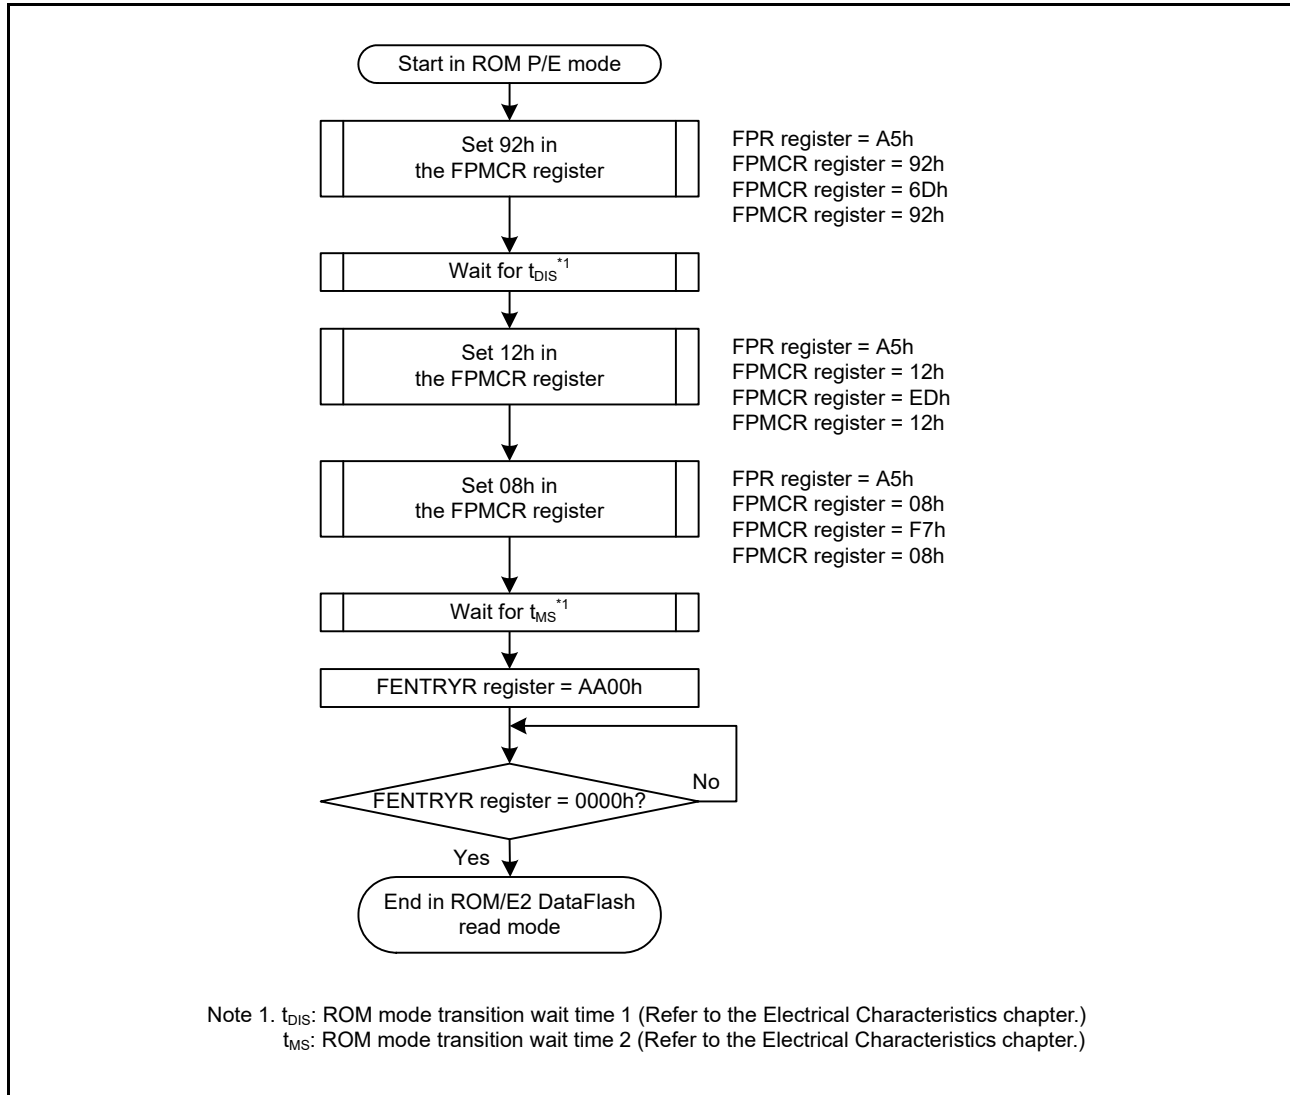 Start in ROM P/E mode
Set 92h in
the FPMCR register
FPR register = A5h
FPMCR register = 92h
FPMCR register = 6Dh
FPMCR register = 92h
Wait for tDIS*1
Set 12h in
the FPMCR register
FPR register = A5h
FPMCR register = 12h
FPMCR register = EDh
FPMCR register = 12h
Set 08h in
the FPMCR register
FPR register = A5h
FPMCR register = 08h
FPMCR register = F7h
FPMCR register = 08h
Wait for tMS*1
FENTRYR register = AA00h
FENTRYR register = 0000h?
No
Yes
End in ROM/E2 DataFlash
read mode
Note 1. tDIS: ROM mode transition wait time 1 (Refer to the Electrical Characteristics chapter.)
tMS: ROM mode transition wait time 2 (Refer to the Electrical Characteristics chapter.)